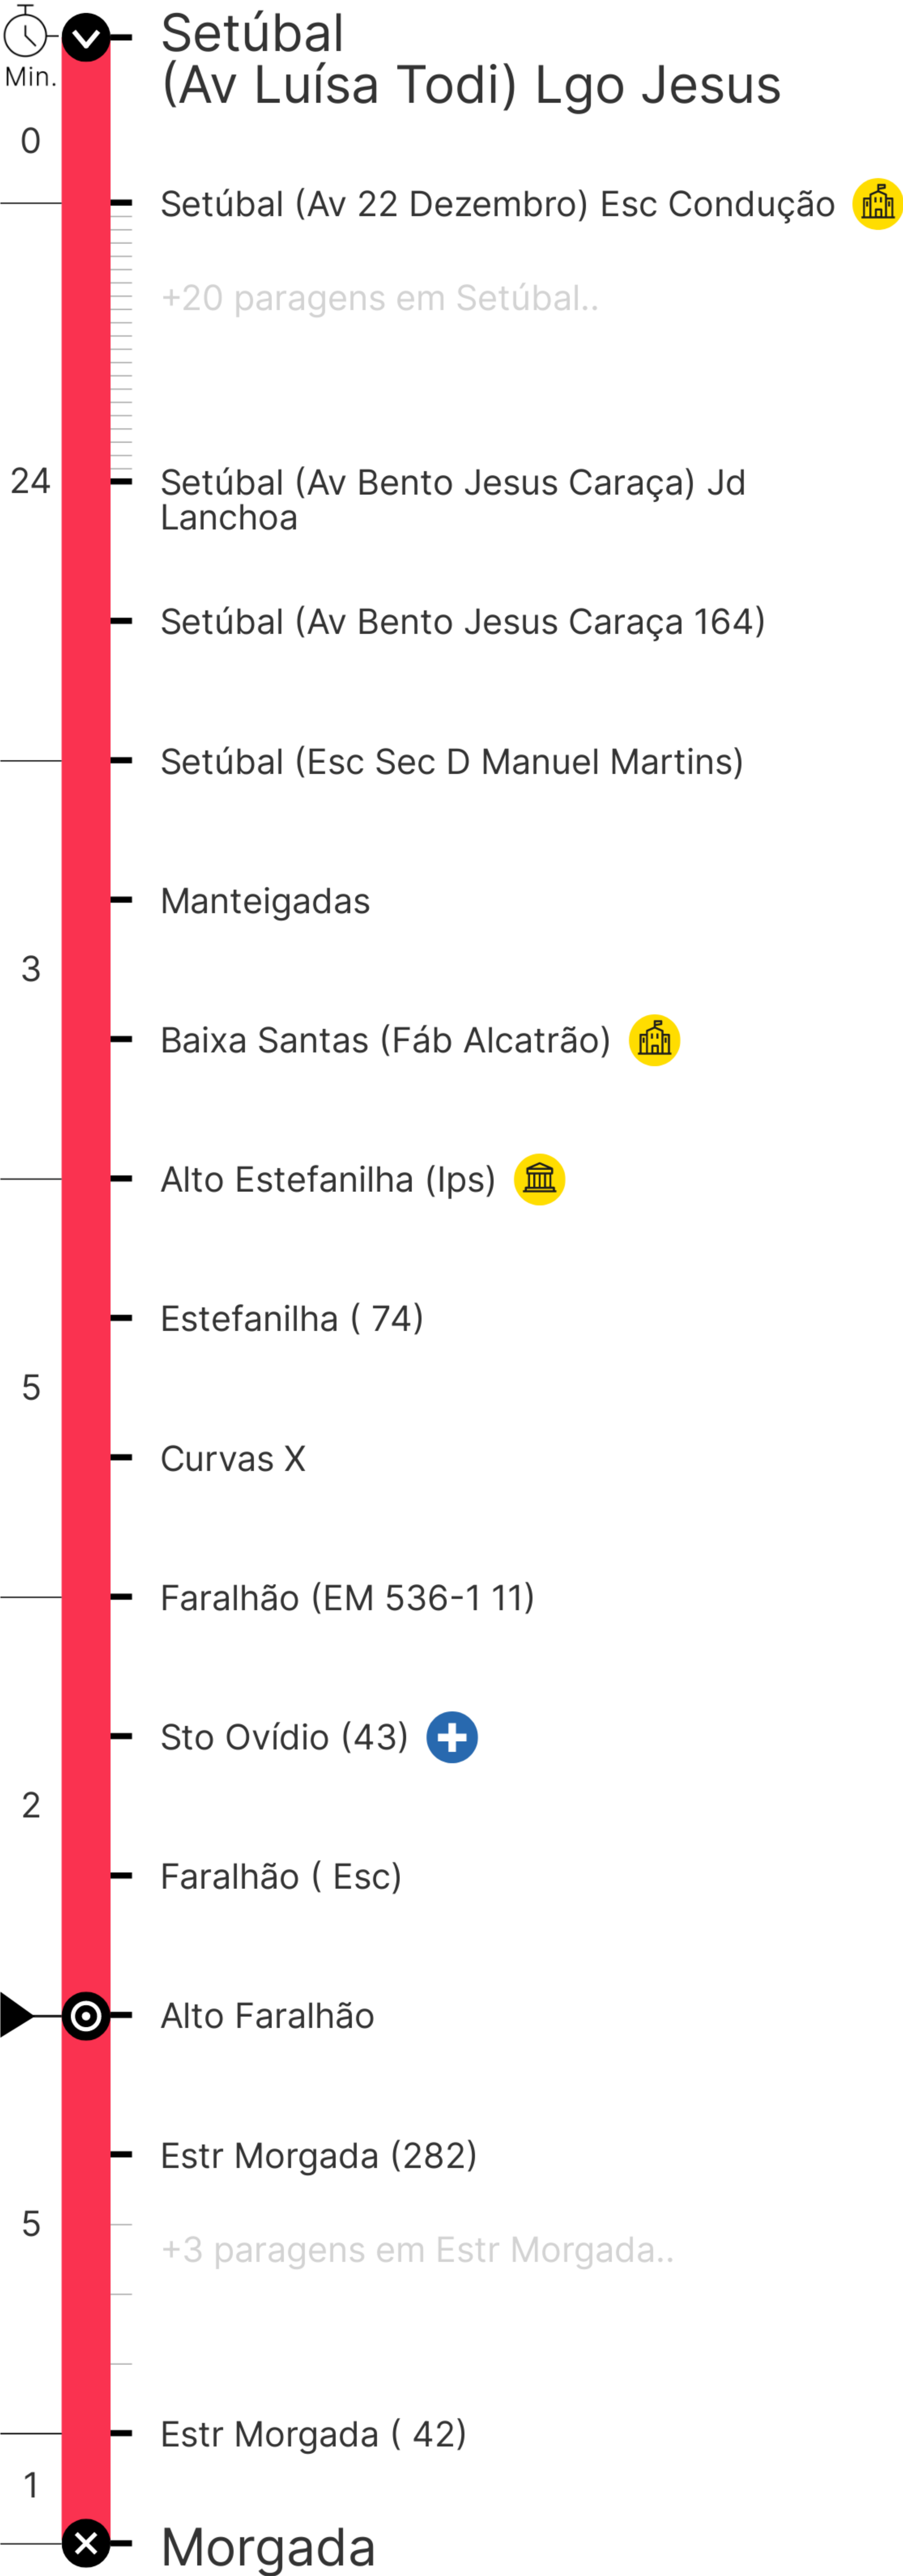 Setúbal
(Av Luísa Todi) Lgo Jesus
Min.
0
Setúbal (Av 22 Dezembro) Esc Condução
+20 paragens em Setúbal..
24
Setúbal (Av Bento Jesus Caraça) Jd
Lanchoa
Setúbal (Av Bento Jesus Caraça 164)
Setúbal (Esc Sec D Manuel Martins)
Manteigadas
3
Baixa Santas (Fáb Alcatrão)
Alto Estefanilha (Ips)
Estefanilha ( 74)
5
Curvas X
Faralhão (EM 536-1 11)
Sto Ovídio (43)
2
Faralhão ( Esc)
Alto Faralhão
Estr Morgada (282)
5
+3 paragens em Estr Morgada..
Estr Morgada ( 42)
1
Morgada